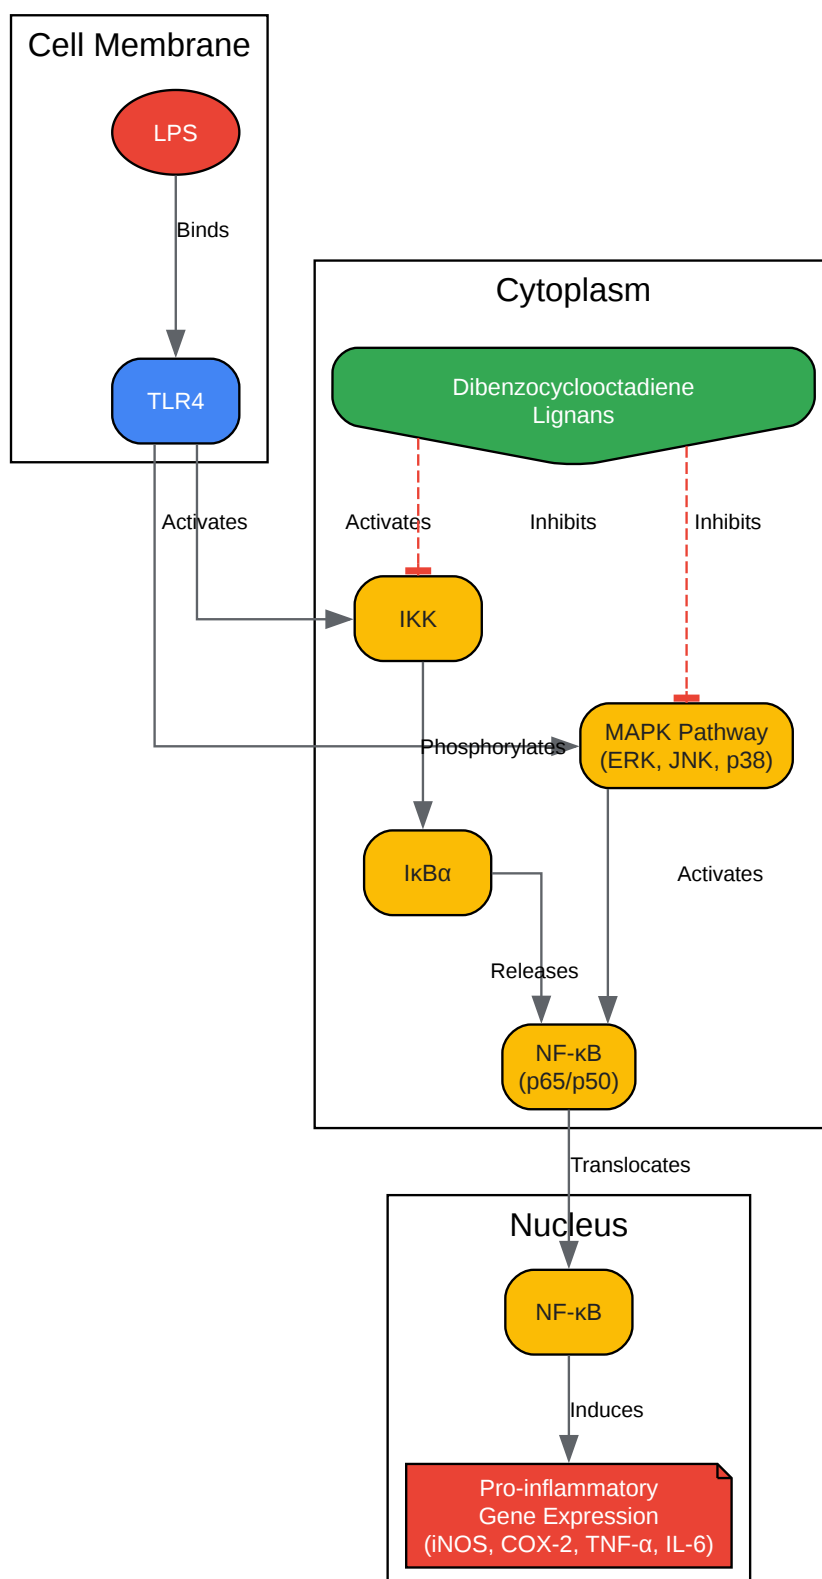 Cell Membrane
LPS
Binds
TLR4
Cytoplasm
Dibenzocyclooctadiene
Lignans
Activates
Activates
Inhibits
Inhibits
IKK
MAPK Pathway
(ERK, JNK, p38)
Phosphorylates
IκBα
Activates
Releases
NF-κB
(p65/p50)
Translocates
Nucleus
NF-κB
Induces
Pro-inflammatory
Gene Expression
(iNOS, COX-2, TNF-α, IL-6)